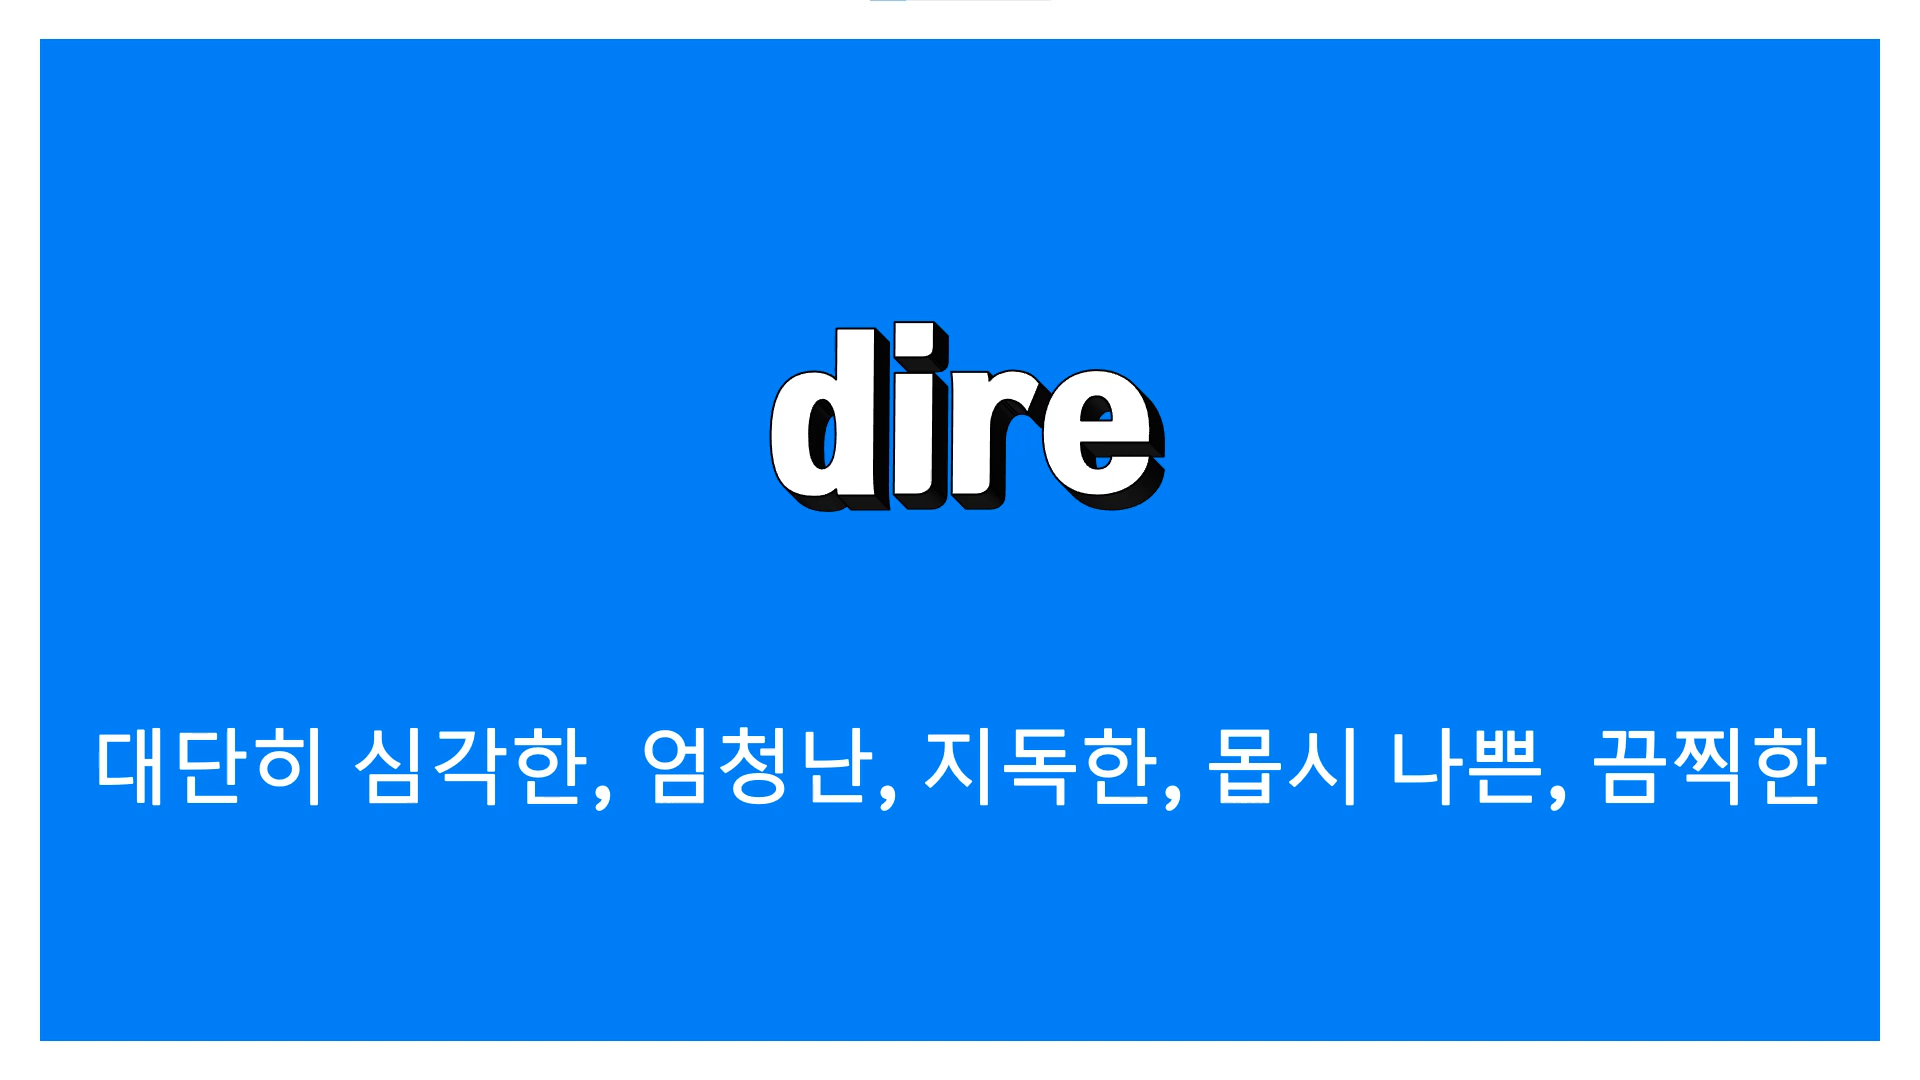 dire
대단히 심각한, 엄청난, 지독한, 몹시 나쁜, 끔찍한